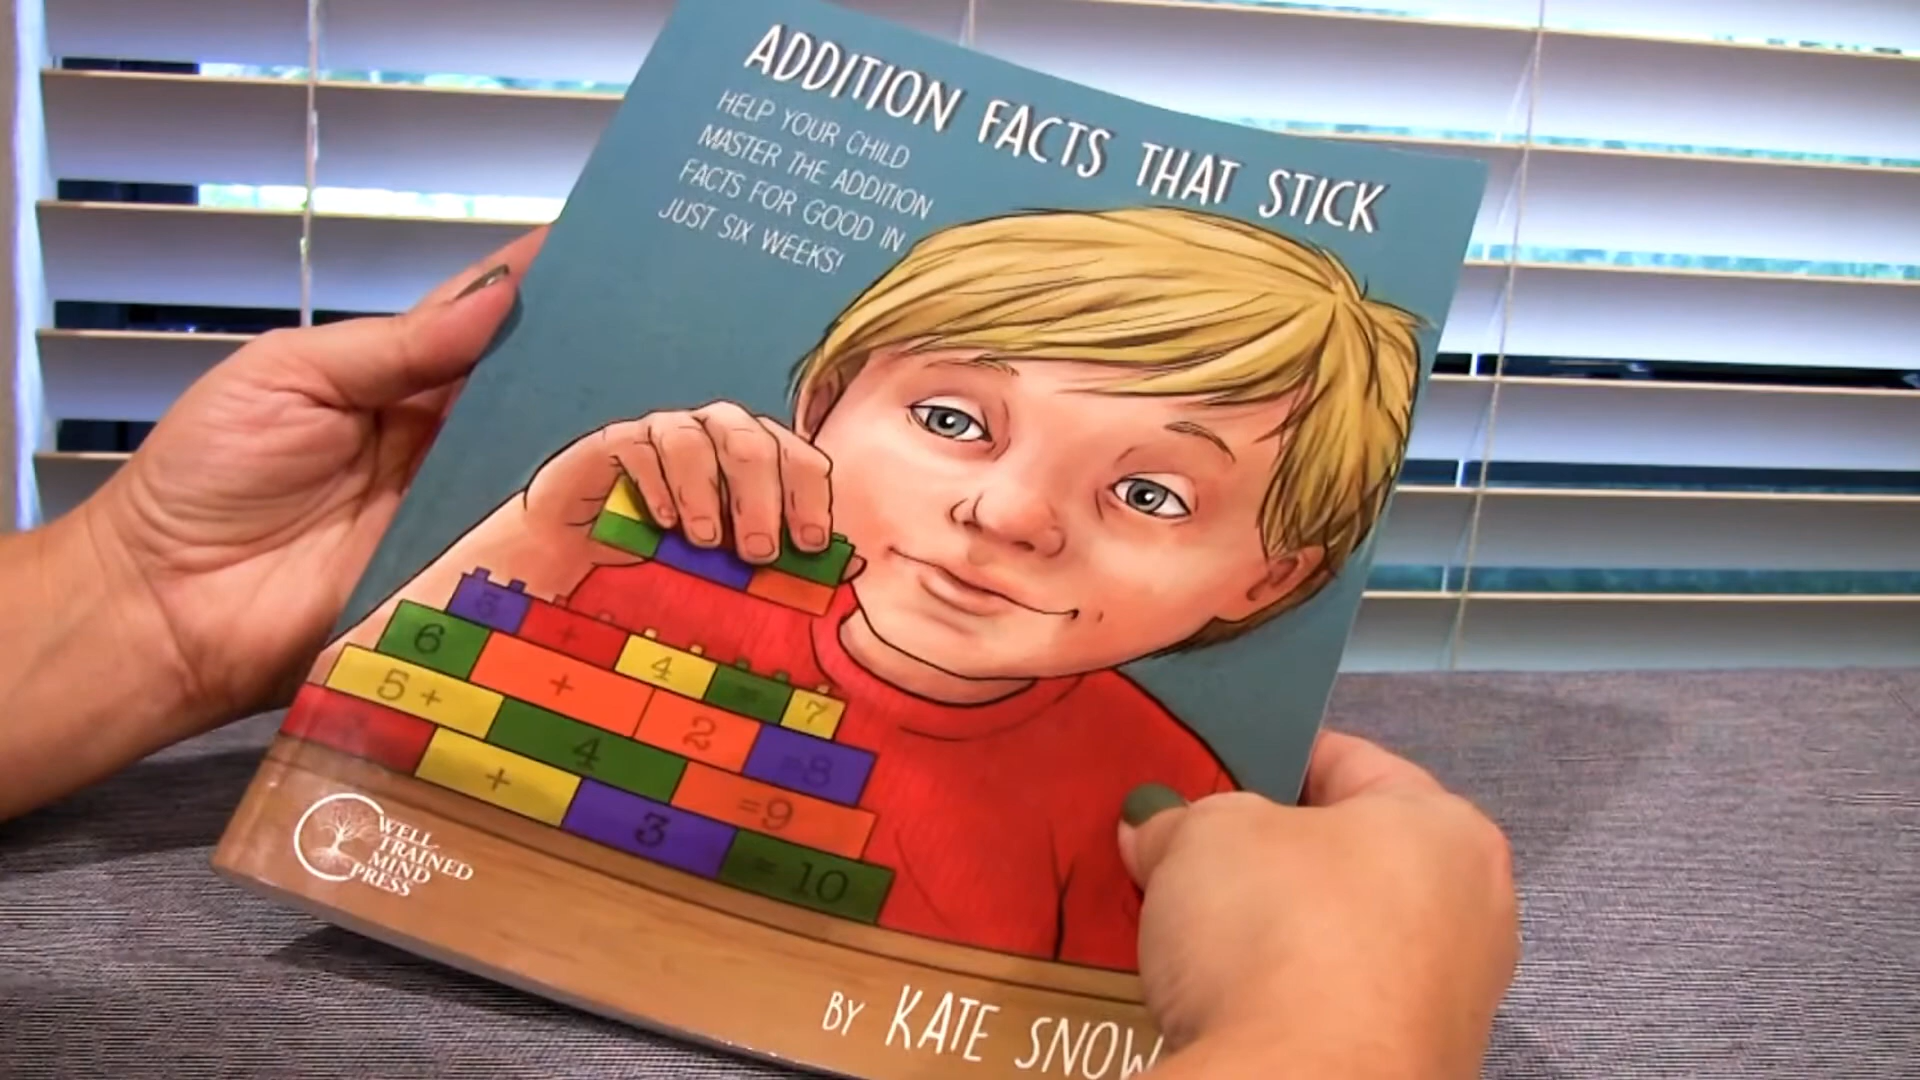 ADDITION FACTS THAT STICK
HELP YOUR CHILD
MASTER THE ADDITION
FACTS FOR GOOD IN
JUST SIX WEEKS!
+ 4 = 7
6 + 2 =8
5 + 4 =9
+ 3 = 10
WELL
TRAINED
MIND
PRESS
BY KATE SNOW